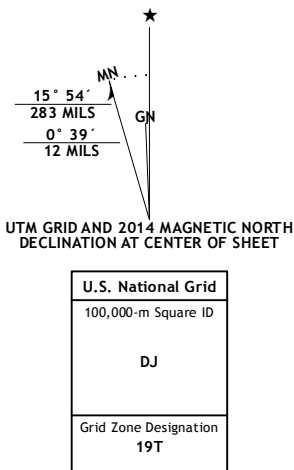 ★
MN
GN
15° 54´
283 MILS
0° 39´
12 MILS
UTM GRID AND 2014 MAGNETIC NORTH
DECLINATION AT CENTER OF SHEET
U.S. National Grid
100,000-m Square ID
DJ
Grid Zone Designation
19T